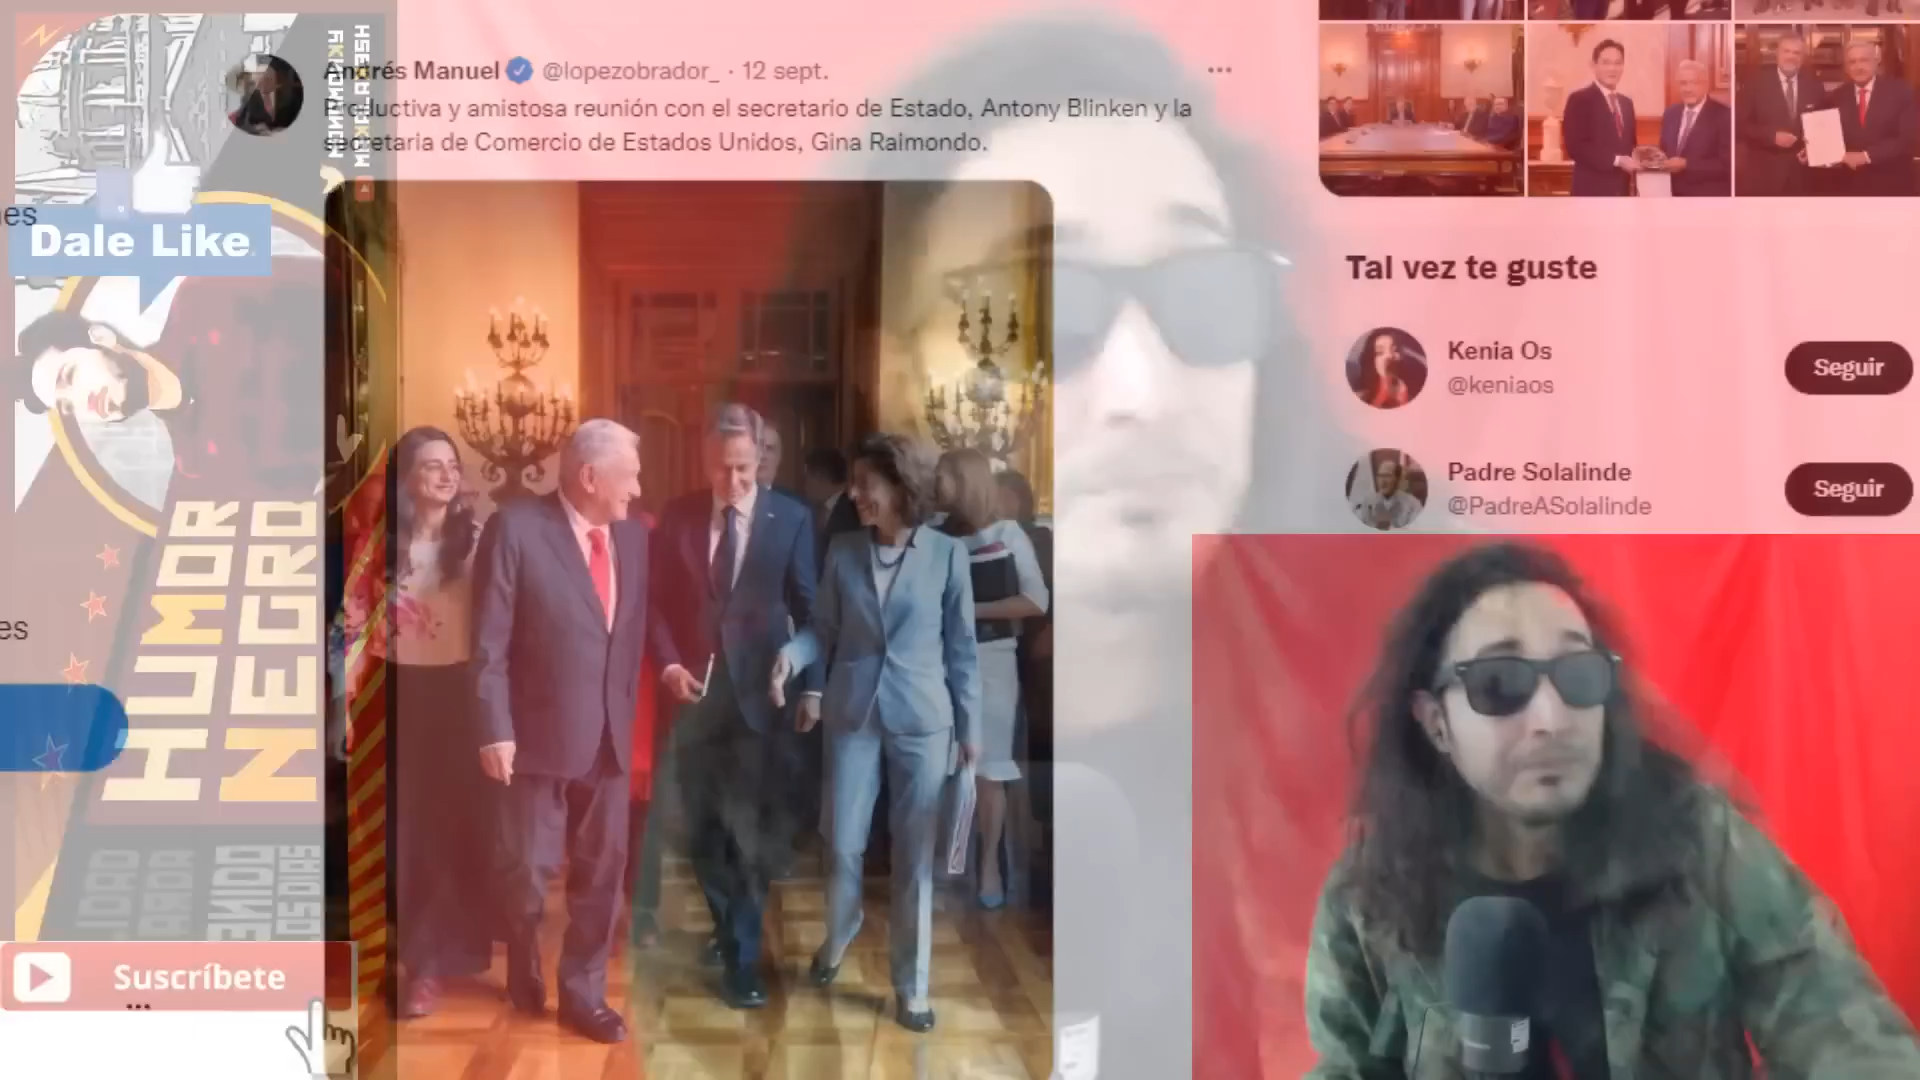 Andrés Manuel @lopezobrador_ · 12 sept.
Productiva y amistosa reunión con el secretario de Estado, Antony Blinken y la
secretaria de Comercio de Estados Unidos, Gina Raimondo.
es
Dale Like
Tal vez te guste
Kenia Os
@keniaos
Seguir
Padre Solalinde
@PadreASolalinde
Seguir
es
HUMOR
NEGRO
Suscríbete